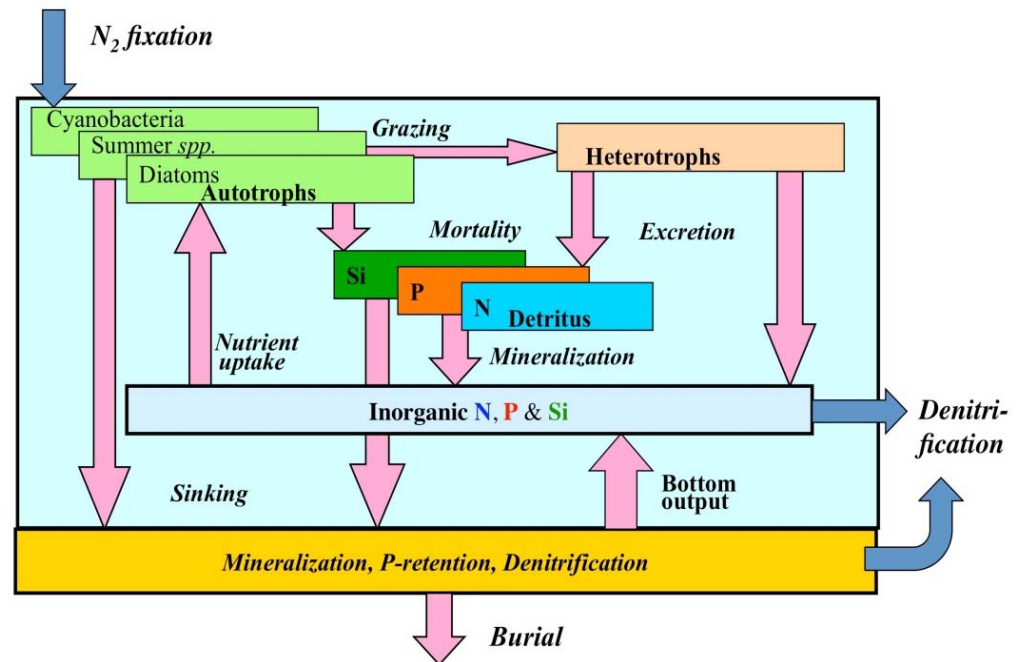 N₂ fixation
Cyanobacteria
Summer spp.
Diatoms
Autotrophs
Grazing
Heterotrophs
Mortality
Excretion
Si
P
N
Detritus
Nutrient
uptake
Mineralization
Inorganic N, P & Si
Denitri-
fication
Sinking
Bottom
output
Mineralization, P-retention, Denitrification
Burial